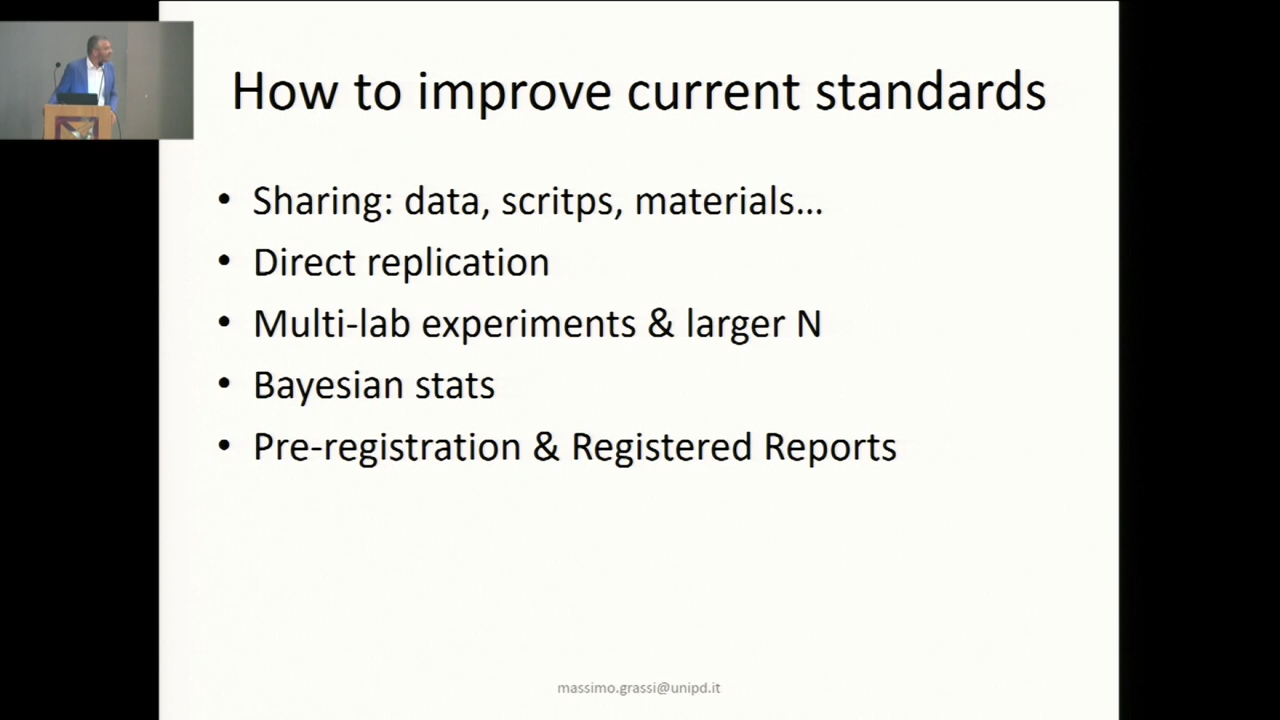 How to improve current standards
• Sharing: data, scritps, materials…
• Direct replication
• Multi-lab experiments & larger N
• Bayesian stats
• Pre-registration & Registered Reports
massimo.grassi@unipd.it